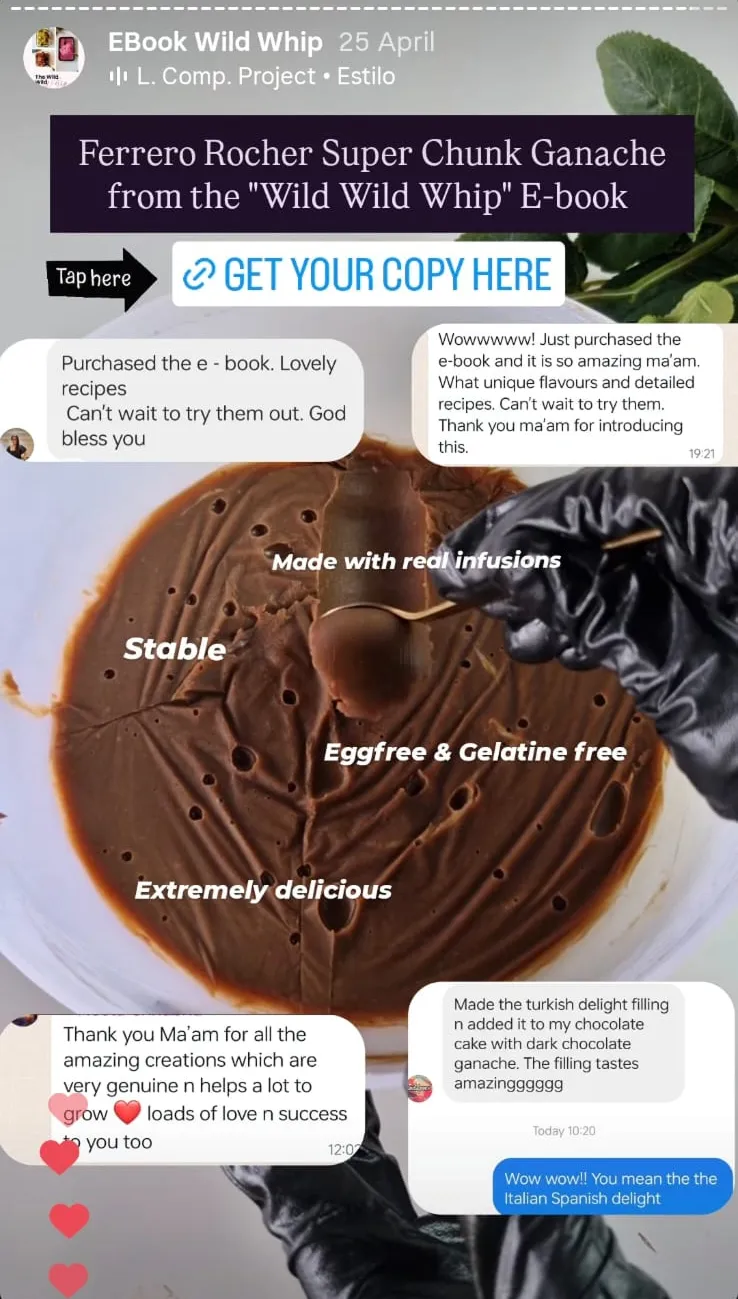 EBook Wild Whip 25 April
L. Comp. Project • Estilo
Ferrero Rocher Super Chunk Ganache
from the "Wild Wild Whip" E-book
Tap here
GET YOUR COPY HERE
Purchased the e - book. Lovely
recipes
Can't wait to try them out. God
bless you
Wowwwww! Just purchased the
e-book and it is so amazing ma'am.
What unique flavours and detailed
recipes. Can't wait to try them.
Thank you ma'am for introducing
this.
19:21
Made with real infusions
Stable
Eggfree & Gelatine free
Extremely delicious
Thank you Ma'am for all the
amazing creations which are
very genuine n helps a lot to
grow ❤️ loads of love n success
to you too
12:02
Made the turkish delight filling
n added it to my chocolate
cake with dark chocolate
ganache. The filling tastes
amazingggggg
Today 10:20
Wow wow!! You mean the the
Italian Spanish delight